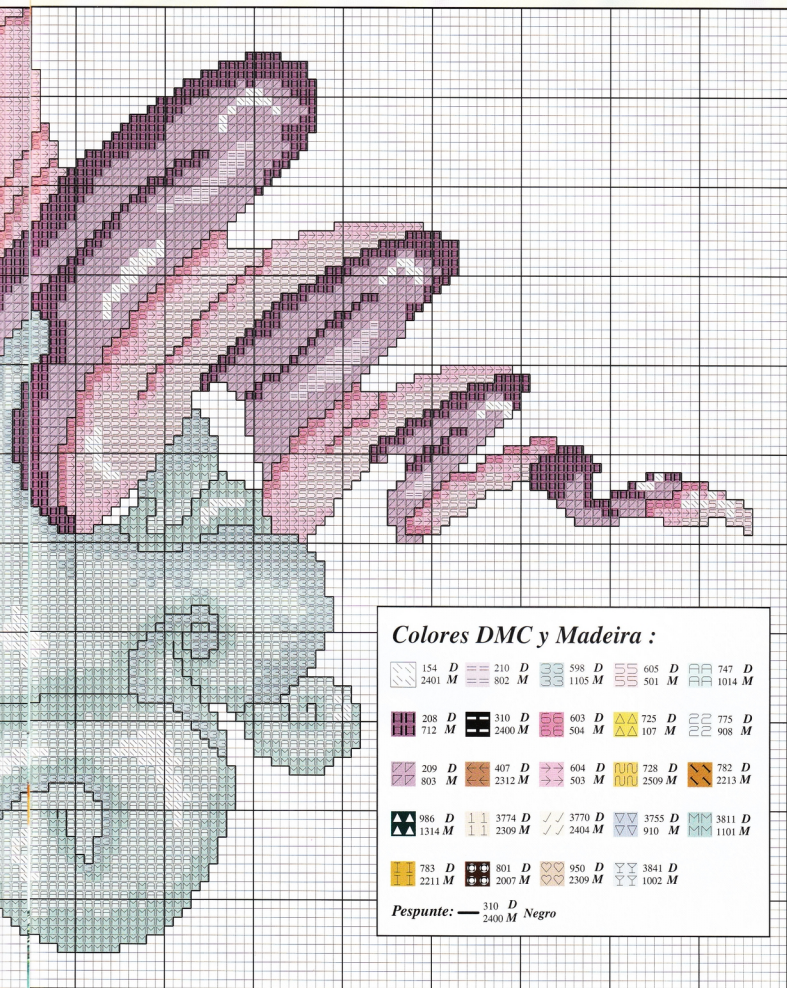 Colores DMC y Madeira :
154 D 210 D 598 D 605 D 747 D
2401 M 802 M 1105 M 501 M 1014 M
208 D 310 D 603 D 725 D 775 D
712 M 2400 M 504 M 107 M 908 M
209 D 407 D 604 D 728 D 782 D
803 M 2312 M 503 M 2509 M 2213 M
986 D 3774 D 3770 D 3755 D 3811 D
1314 M 2309 M 2404 M 910 M 1101 M
783 D 801 D 950 D 3841 D
2211 M 2007 M 2309 M 1002 M
Pespunte: 310 D
2400 M Negro